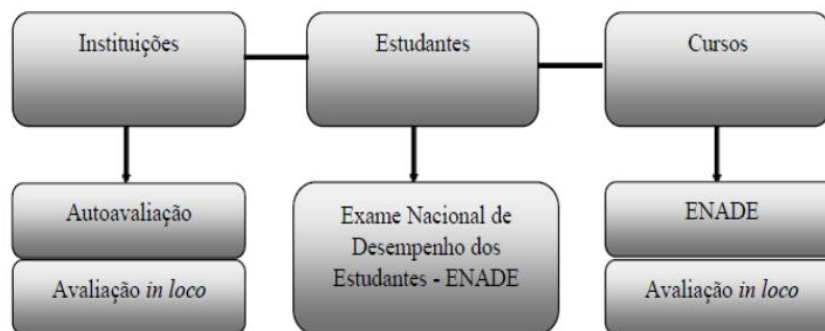 Instituições
Estudantes
Cursos
Autoavaliação
Avaliação in loco
Exame Nacional de
Desempenho dos
Estudantes - ENADE
ENADE
Avaliação in loco